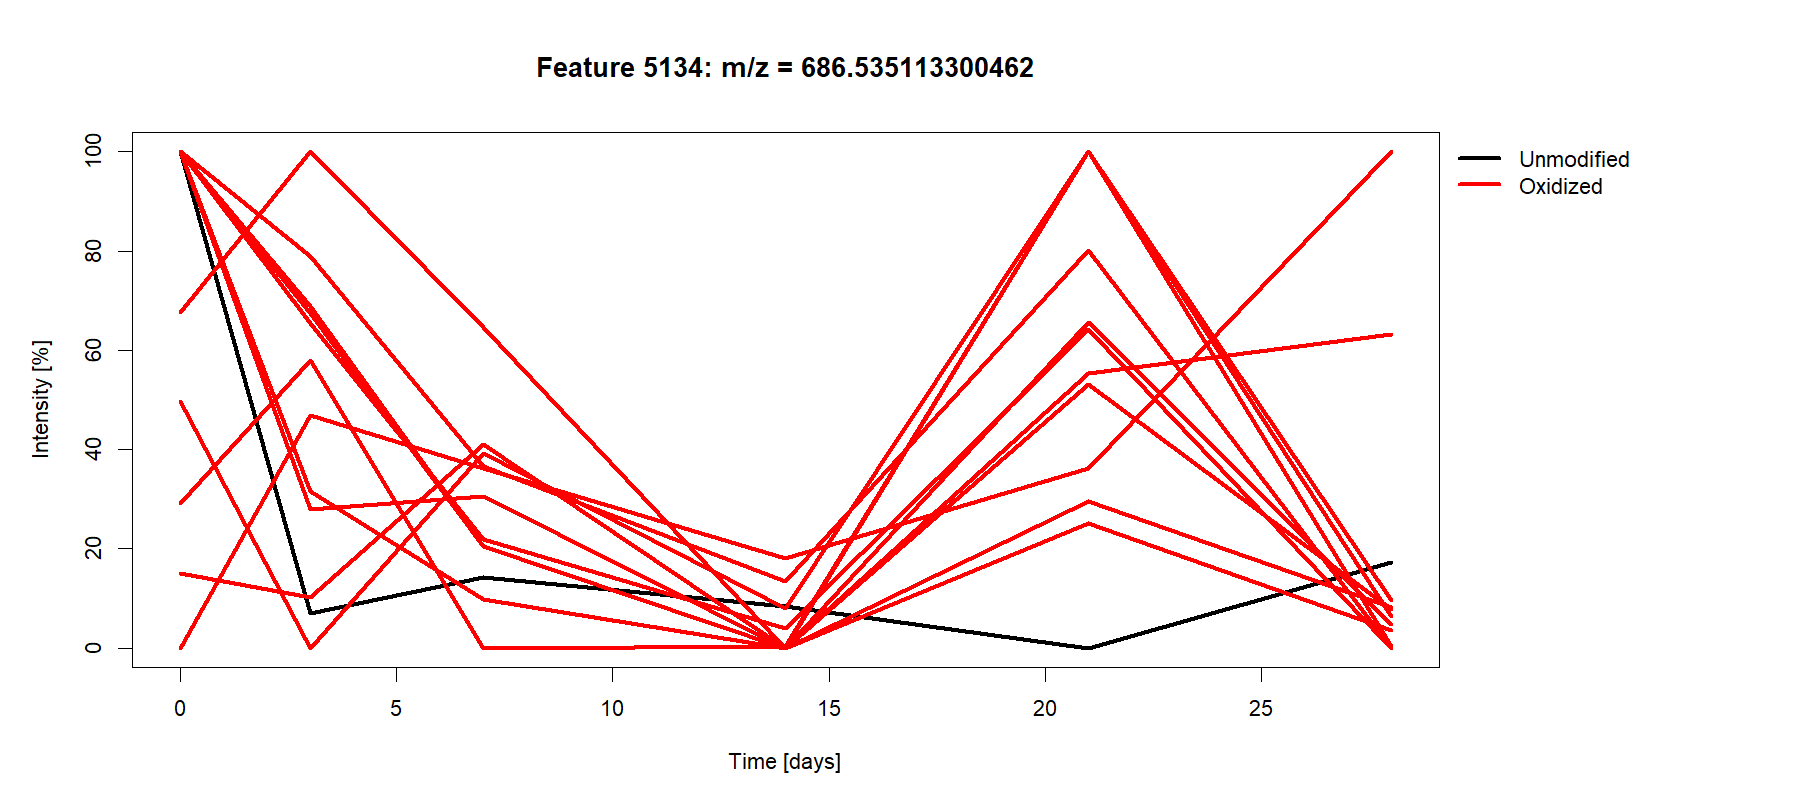 Feature 5134: m/z = 686.535113300462
Unmodified
Oxidized
Intensity [%]
100
80
60
40
20
0
0 5 10 15 20 25
Time [days]